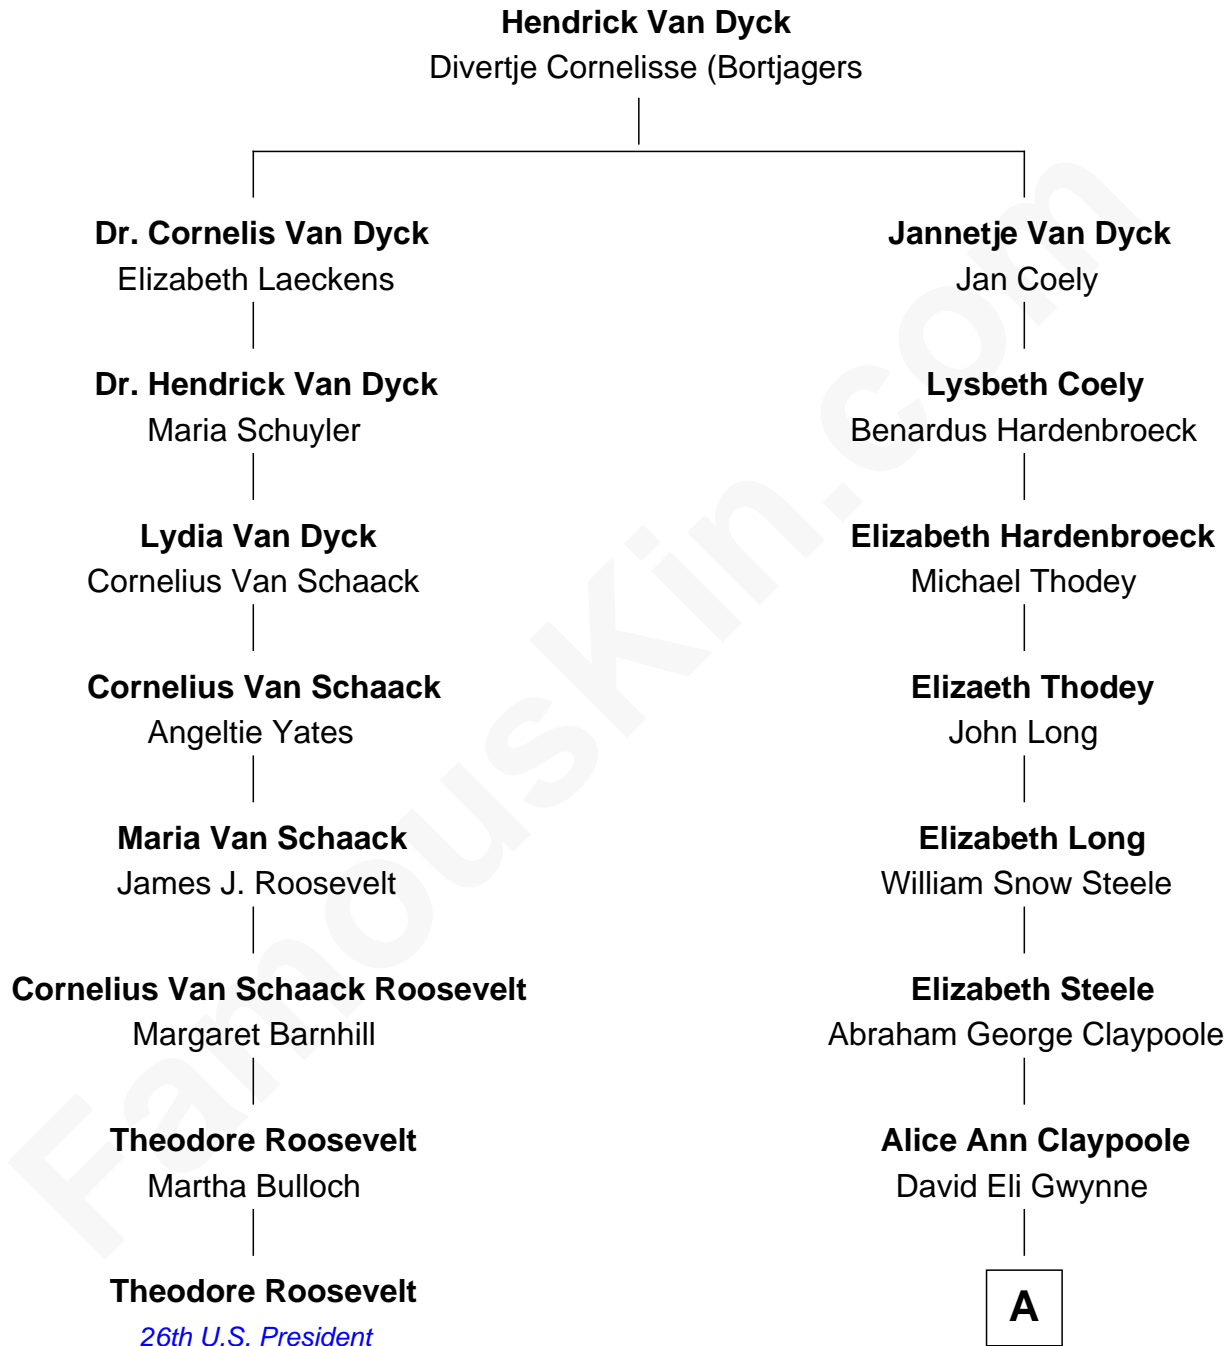 Hendrick Van Dyck
Divertje Cornelisse (Bortjagers
Dr. Cornelis Van Dyck
Elizabeth Laeckens
Dr. Hendrick Van Dyck
Maria Schuyler
Lydia Van Dyck
Cornelius Van Schaack
Cornelius Van Schaack
Angeltie Yates
Maria Van Schaack
James J. Roosevelt
Cornelius Van Schaack Roosevelt
Margaret Barnhill
Theodore Roosevelt
Martha Bulloch
Theodore Roosevelt
26th U.S. President
Jannetje Van Dyck
Jan Coely
Lysbeth Coely
Benardus Hardenbroeck
Elizabeth Hardenbroeck
Michael Thodey
Elizaeth Thodey
John Long
Elizabeth Long
William Snow Steele
Elizabeth Steele
Abraham George Claypoole
Alice Ann Claypoole
David Eli Gwynne
A
FamousKin.com